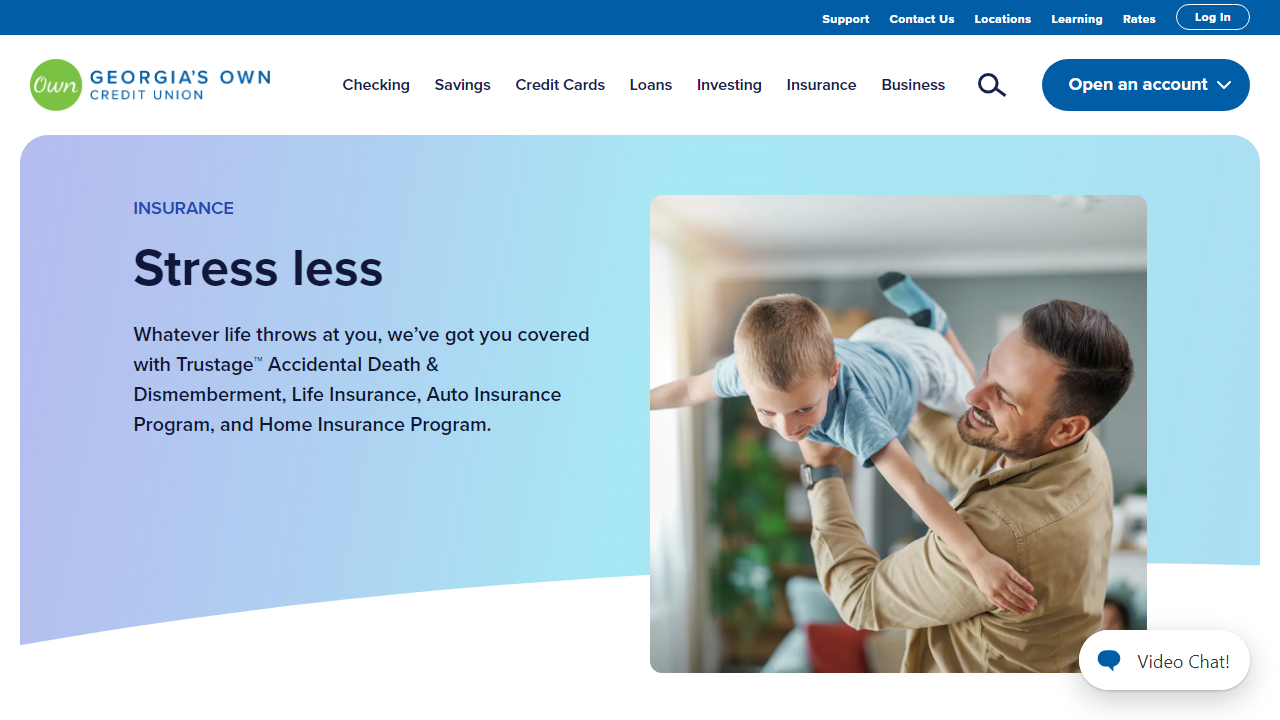 Support Contact Us Locations Learning Rates Log In
Own GEORGIA'S OWN
CREDIT UNION
Checking Savings Credit Cards Loans Investing Insurance Business Open an account
INSURANCE
Stress less
Whatever life throws at you, we've got you covered
with Trustage™ Accidental Death &
Dismemberment, Life Insurance, Auto Insurance
Program, and Home Insurance Program.
Video Chat!